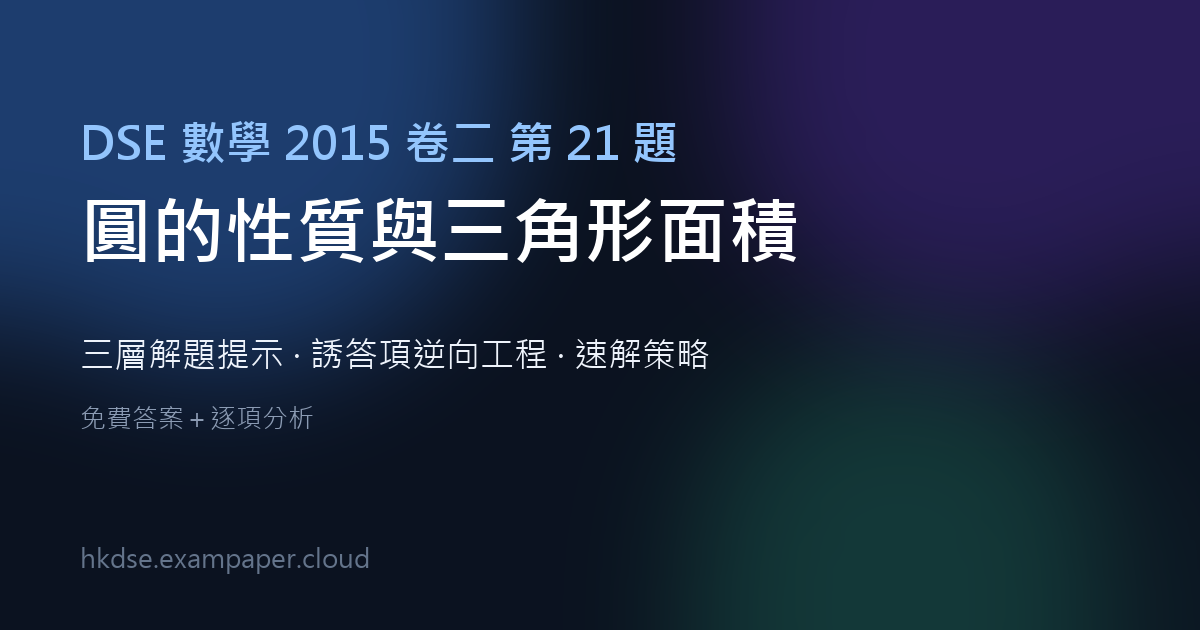 DSE 數學 2015 卷二 第 21 題
圓的性質與三角形面積
三層解題提示 · 誘答項逆向工程 · 速解策略
免費答案 + 逐項分析
hkdse.exampaper.cloud